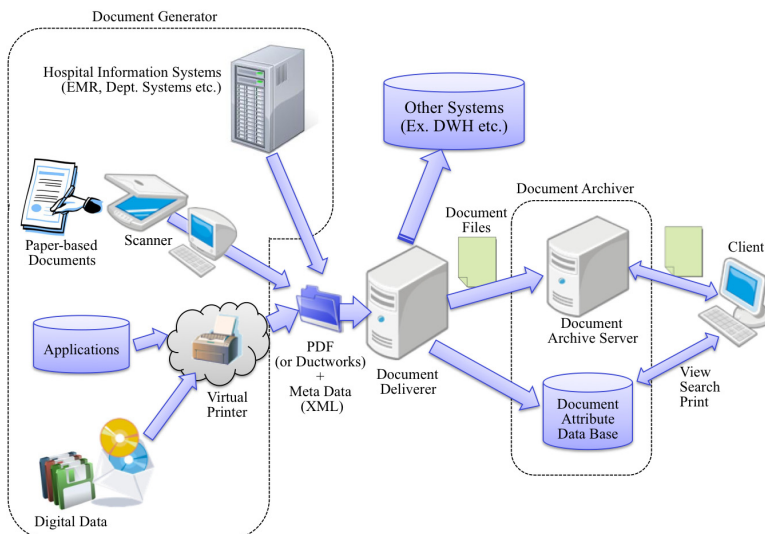 Document Generator
Hospital Information Systems
(EMR, Dept. Systems etc.)
Other Systems
(Ex. DWH etc.)
Paper-based
Documents
Scanner
Document
Files
Document Archiver
Client
Applications
Virtual
Printer
PDF
(or Ductworks)
+
Meta Data
(XML)
Document
Deliverer
Document
Archive Server
View
Search
Print
Document
Attribute
Data Base
Digital Data